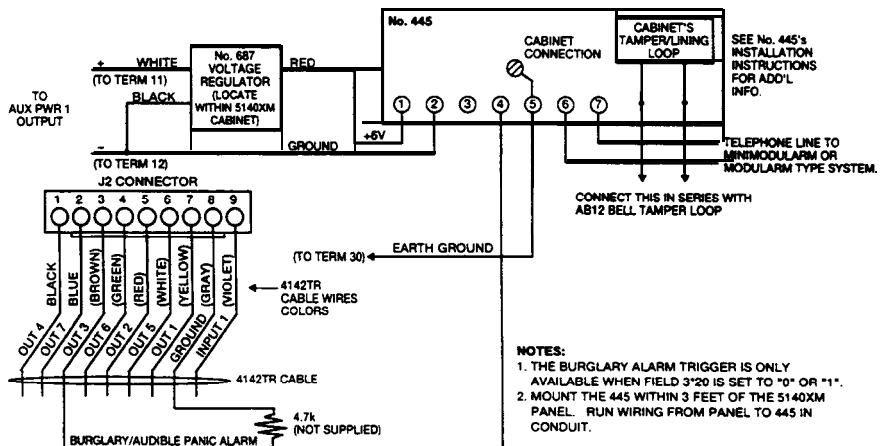 No. 445
CABINET
CONNECTION
CABINET'S
TAMPER/LINING
LOOP
SEE No. 445's
INSTALLATION
INSTRUCTIONS
FOR ADD'L
INFO.
No. 687
VOLTAGE
REGULATOR
(LOCATE
WITHIN 5140XM
CABINET)
+
WHITE
RED
(TO TERM 11)
BLACK
TO
AUX PWR 1
OUTPUT
–
(TO TERM 12)
GROUND
+6V
1 2 3 4 5 6 7
TELEPHONE LINE TO
MINIMODULARM OR
MODULARM TYPE SYSTEM.
CONNECT THIS IN SERIES WITH
AB12 BELL TAMPER LOOP
J2 CONNECTOR
1 2 3 4 5 6 7 8 9
BLACK
BLUE
(BROWN)
(GREEN)
(RED)
(WHITE)
(YELLOW)
(GRAY)
(VIOLET)
4142TR
CABLE WIRES
COLORS
(TO TERM 30)
EARTH GROUND
OUT 4
OUT 7
OUT 3
OUT 6
OUT 2
OUT 5
OUT 1
GROUND
INPUT 1
4142TR CABLE
4.7k
(NOT SUPPLIED)
BURGLARY/AUDIBLE PANIC ALARM
NOTES:
1. THE BURGLARY ALARM TRIGGER IS ONLY
AVAILABLE WHEN FIELD 3*20 IS SET TO "0" OR "1".
2. MOUNT THE 445 WITHIN 3 FEET OF THE 5140XM
PANEL. RUN WIRING FROM PANEL TO 445 IN
CONDUIT.